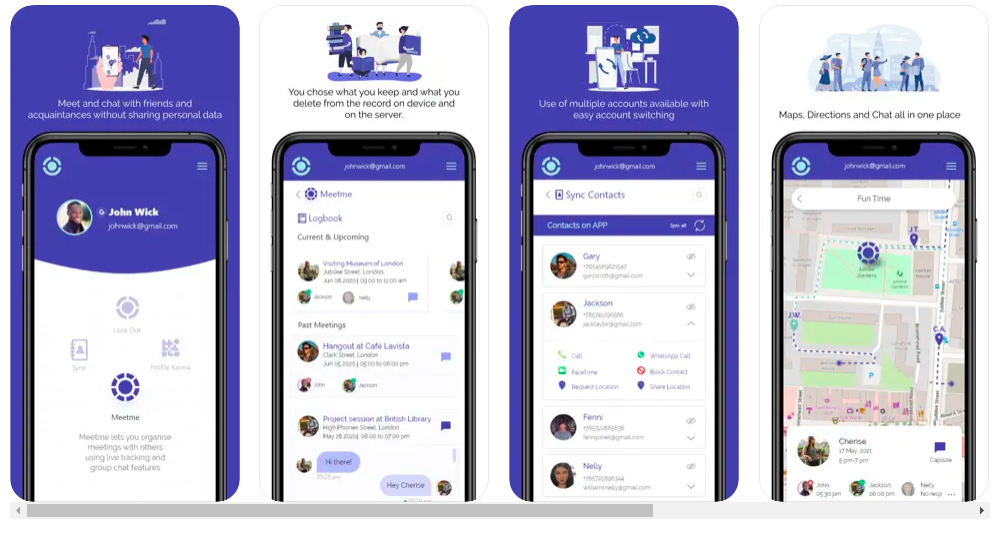 Meet and chat with friends and
acquaintances without sharing personal data
John Wick
johnwick@gmail.com
Look Out
Sync
Profile Karma
Meetme
Meetme lets you organise
meetings with others
using live tracking and
group chat features
You chose what you keep and what you
delete from the record on device and
on the server.
johnwick@gmail.com
Meetme
Logbook
Current & Upcoming
Visiting Museum of London
Jubilee Street, London.
Jun 08,2020 | 09:00 to 11:00 am
Jackson
Nelly
Past Meetings
Hangout at Café Lavista
Clark Street, London
Jun 05,2020 | 06:00 to 08:00 pm
John
Jackson
Project session at British Library
High Phones Street, London
May 28,2020 | 06:00 to 07:00 pm
Hi there!
Hey Cherise
Use of multiple accounts available with
easy account switching
johnwick@gmail.com
Sync Contacts
Contacts on APP
Sync all
Gary
garysmith@gmail.com
Jackson
jacktaylor@gmail.com
Call
WhatsApp Call
FaceTime
Block Contact
Request Location
Share Location
Fenni
Nelly
williamsnelly@gmail.com
Maps, Directions and Chat all in one place
johnwick@gmail.com
Fun Time
J.T.
J.W.
C.A.
P
Jubilee Street
Cherise
17 May, 2021
5 pm-7 pm
Capsule
John
05:30 pm
Jackson
06:00 pm
Nelly
No resp